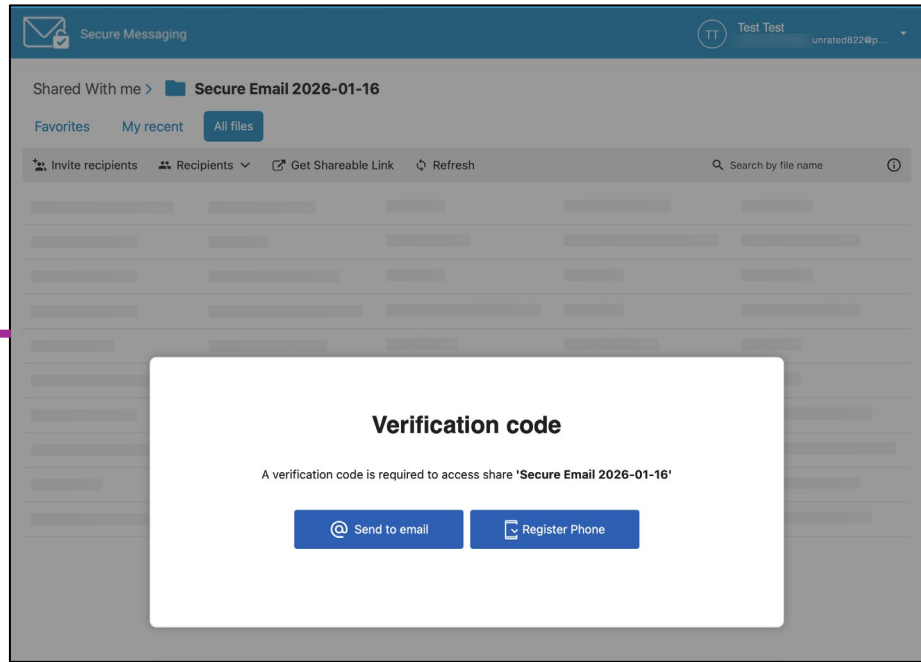 Secure Messaging
TT
Test Test
unrated822@p...
Shared With me > Secure Email 2026-01-16
Favorites My recent All files
Invite recipients Recipients Get Shareable Link Refresh Search by file name
Verification code
A verification code is required to access share 'Secure Email 2026-01-16'
Send to email Register Phone